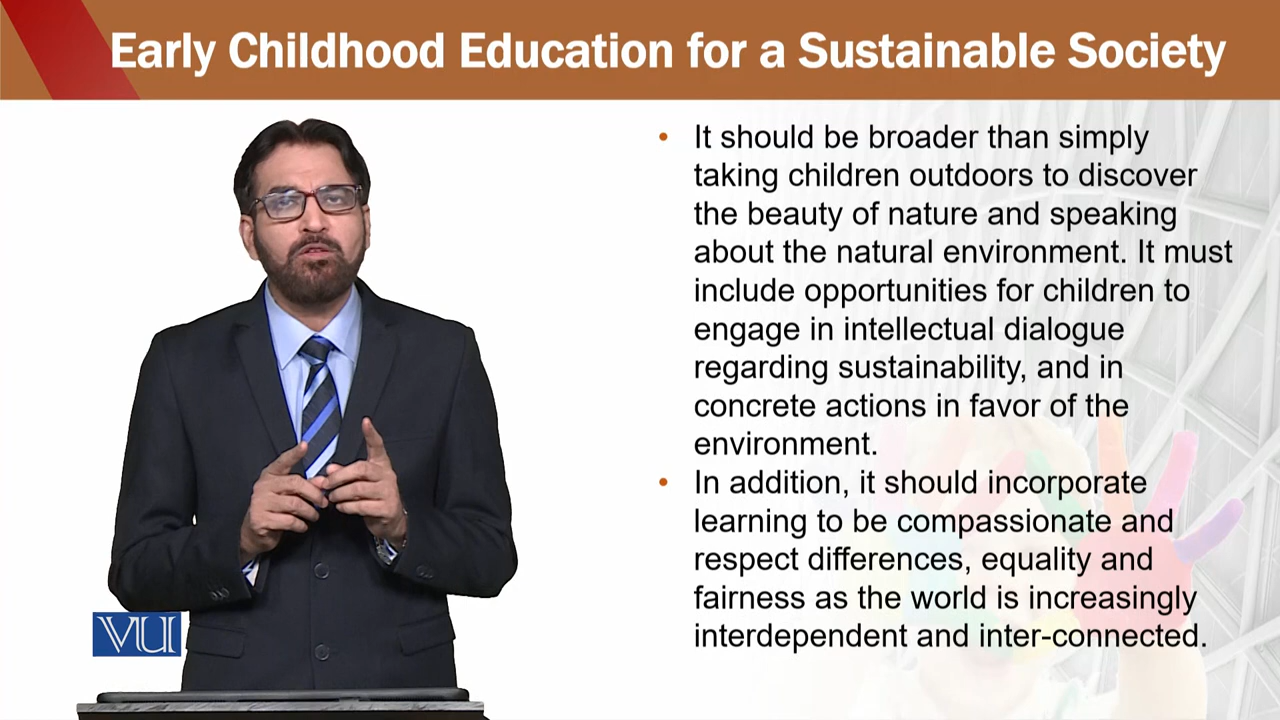 Early Childhood Education for a Sustainable Society
• It should be broader than simply
taking children outdoors to discover
the beauty of nature and speaking
about the natural environment. It must
include opportunities for children to
engage in intellectual dialogue
regarding sustainability, and in
concrete actions in favor of the
environment.
• In addition, it should incorporate
learning to be compassionate and
respect differences, equality and
fairness as the world is increasingly
interdependent and inter-connected.
VU